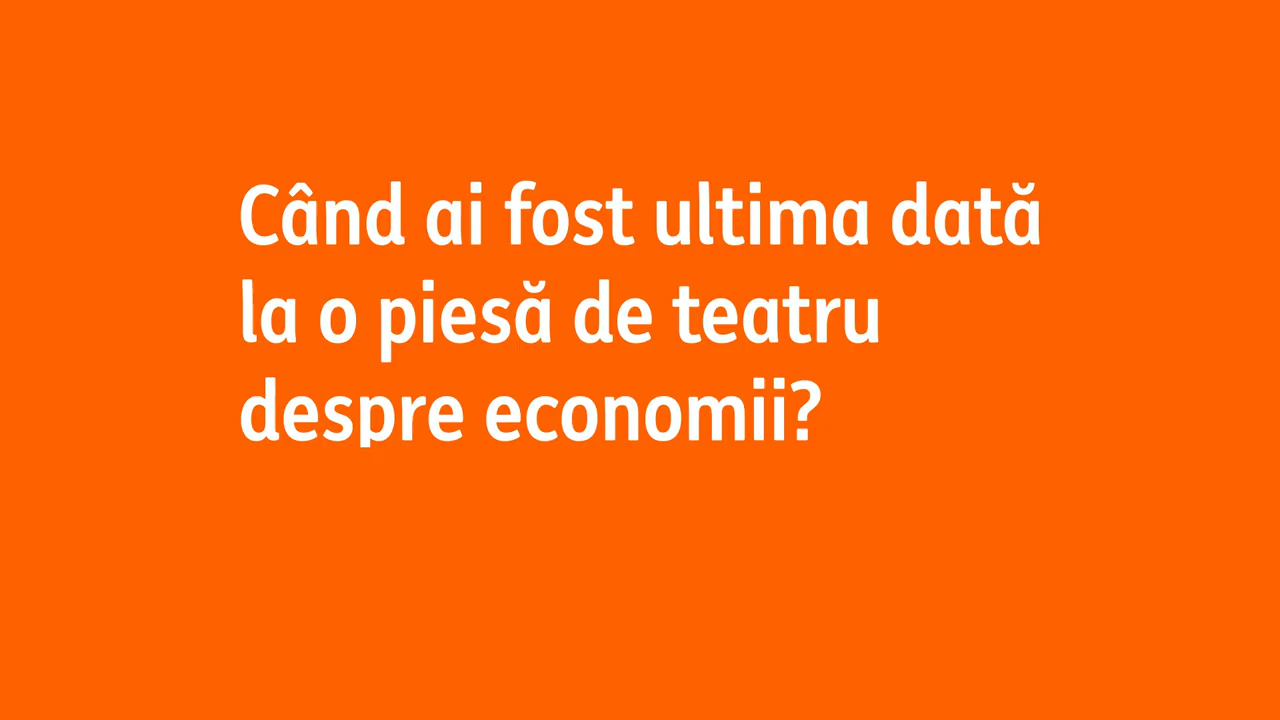 Când ai fost ultima dată
la o piesă de teatru
despre economii?